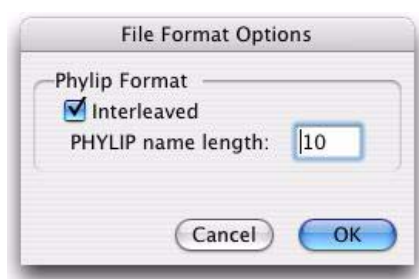 File Format Options
Phylip Format
Interleaved
PHYLIP name length: 10
Cancel OK